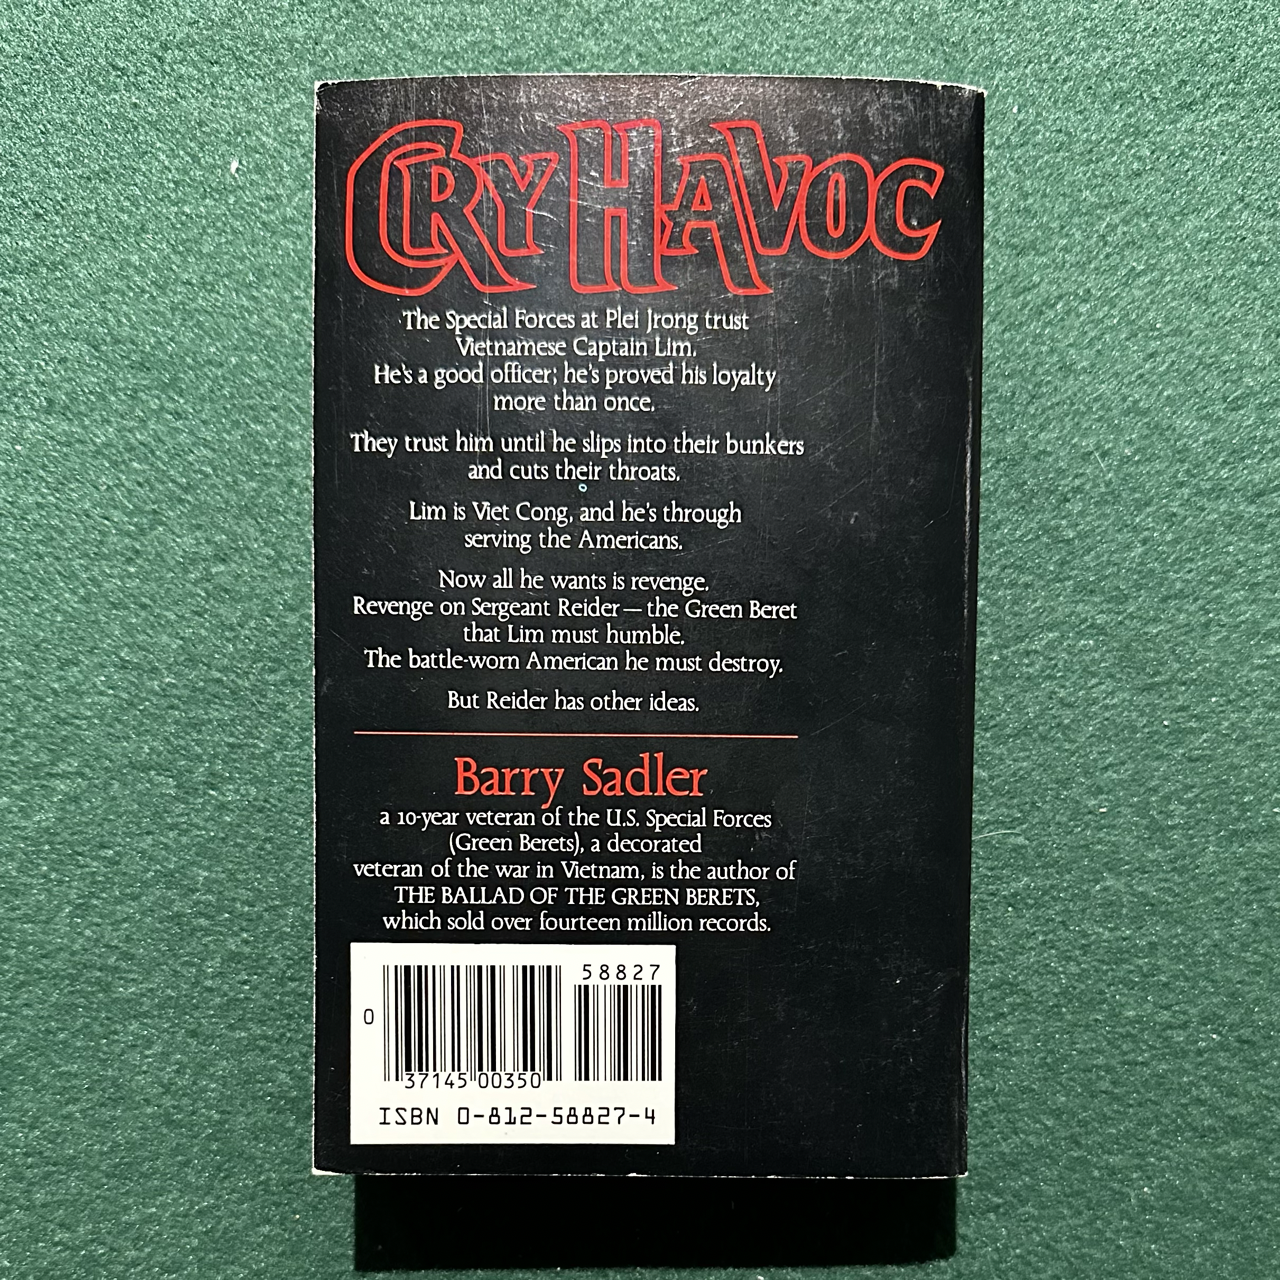 CRY HAVOC
The Special Forces at Plei Jrong trust
Vietnamese Captain Lim.
He's a good officer; he's proved his loyalty
more than once.
They trust him until he slips into their bunkers
and cuts their throats.
Lim is Viet Cong, and he's through
serving the Americans.
Now all he wants is revenge.
Revenge on Sergeant Reider—the Green Beret
that Lim must humble.
The battle-worn American he must destroy.
But Reider has other ideas.
Barry Sadler
a 10-year veteran of the U.S. Special Forces
(Green Berets), a decorated
veteran of the war in Vietnam, is the author of
THE BALLAD OF THE GREEN BERETS,
which sold over fourteen million records.
58827
0
37145 00350
ISBN 0-812-58827-4